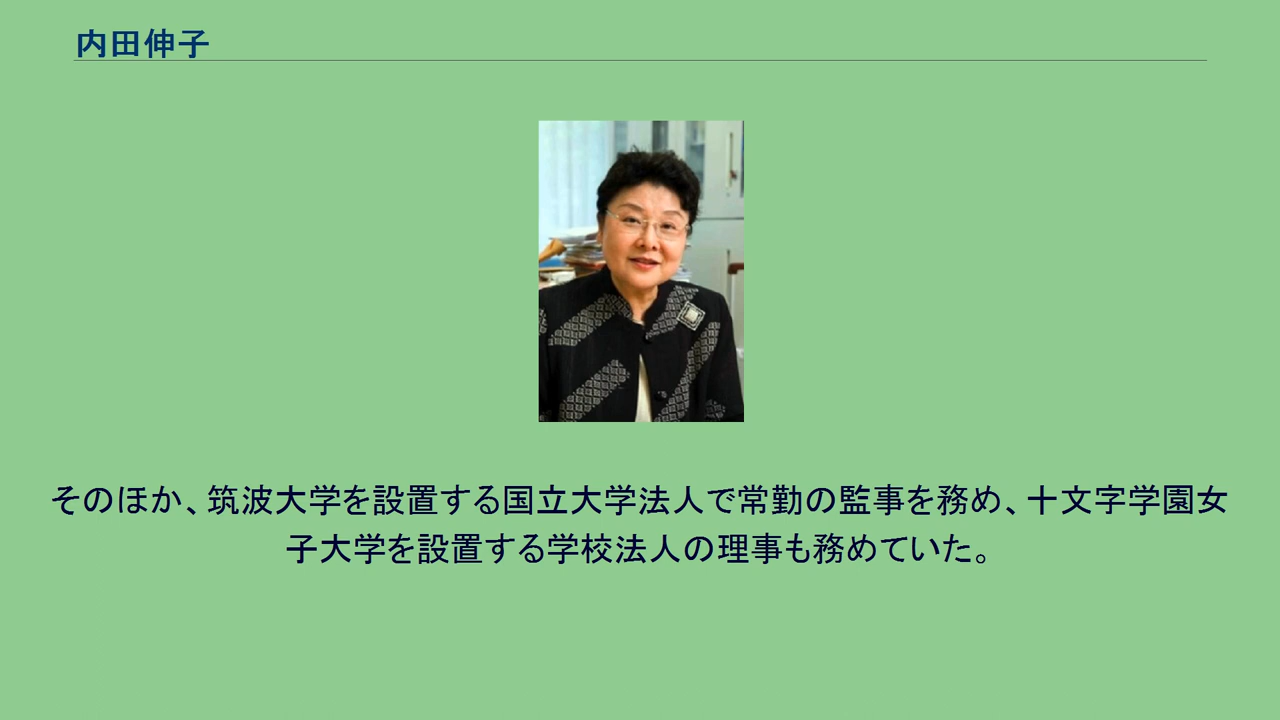 内田伸子
そのほか、筑波大学を設置する国立大学法人で常勤の監事を務め、十文字学園女
子大学を設置する学校法人の理事も務めていた。